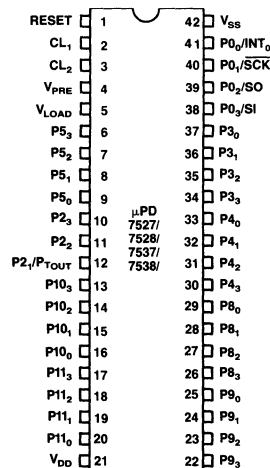 RESET 1 42 VSS
CL1 2 41 P00/INT0
CL2 3 40 P01/SCK
VPRE 4 39 P02/SO
VLOAD 5 38 P03/SI
P53 6 37 P30
P52 7 36 P31
P51 8 35 P32
P50 9 34 P33
P23 10 µPD 33 P40
P22 11 7527/ 32 P41
P21/PTOUT 12 7528/ 31 P42
P103 13 7537/ 30 P43
P102 14 7538/ 29 P80
P101 15 28 P81
P100 16 27 P82
P113 17 26 P83
P112 18 25 P90
P111 19 24 P91
P110 20 23 P92
VDD 21 22 P93